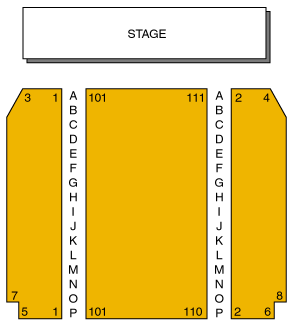 STAGE
3 1 A 101 111 A 2 4
B B
C C
D D
E E
F F
G G
H H
I I
J J
K K
L L
M M
7 N N 8
O O
5 1 P 101 110 P 2 6